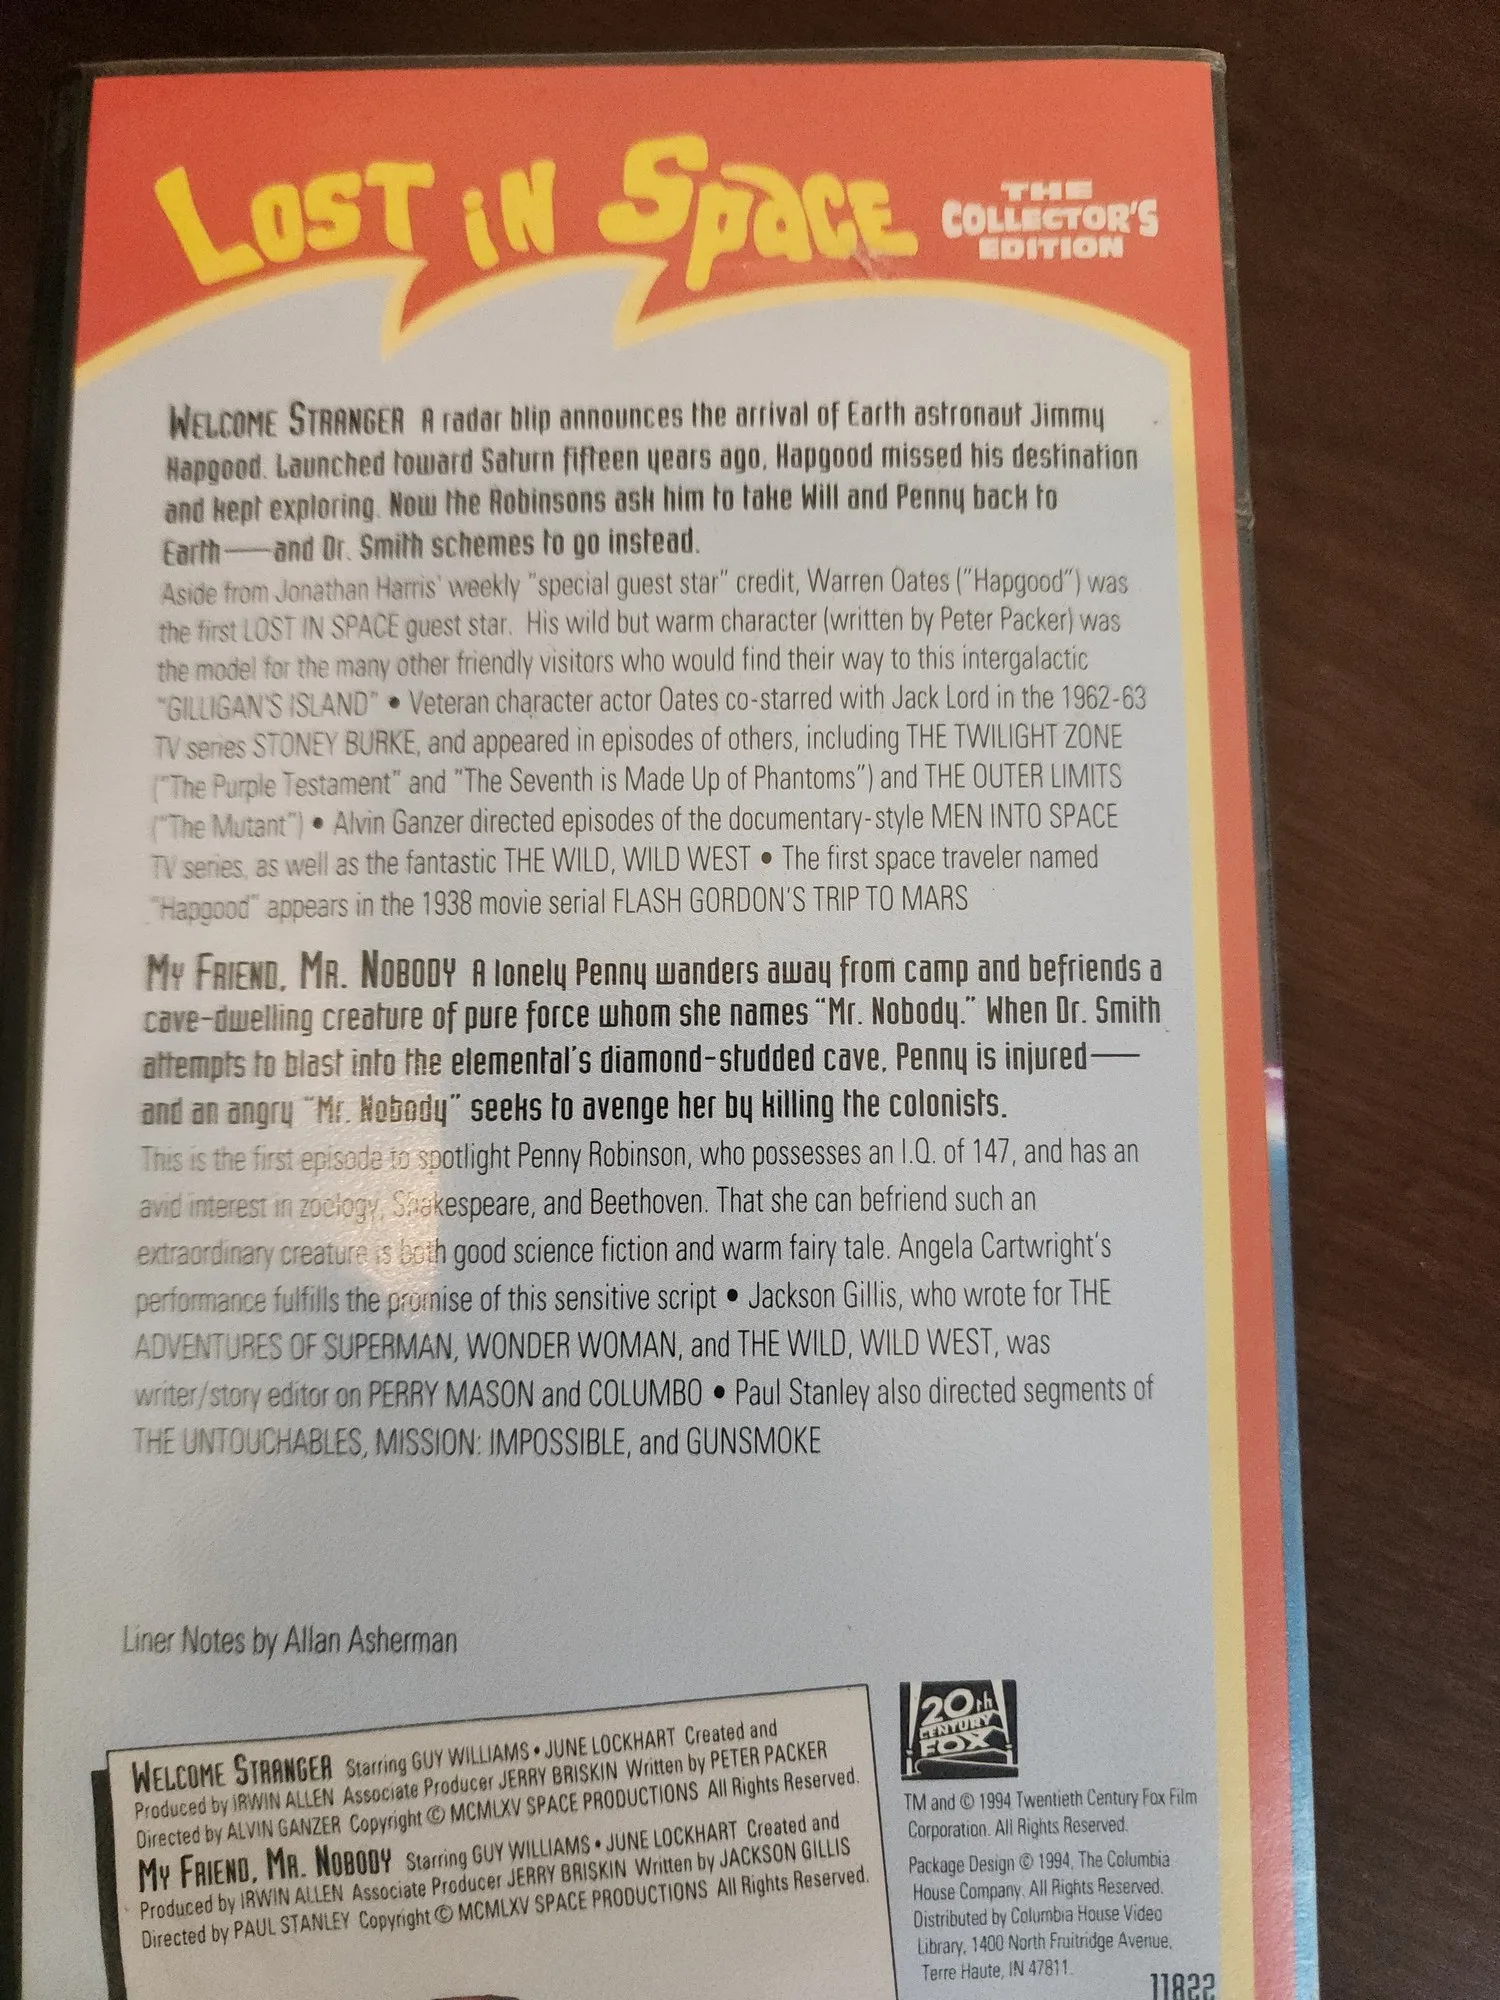 LOST iN SPACE
THE
COLLECTOR'S
EDITION
WELCOME STRANGER A radar blip announces the arrival of Earth astronaut Jimmy
Hapgood. Launched toward Saturn fifteen years ago, Hapgood missed his destination
and kept exploring. Now the Robinsons ask him to take Will and Penny back to
Earth—and Dr. Smith schemes to go instead.
Aside from Jonathan Harris' weekly "special guest star" credit, Warren Oates ("Hapgood") was
the first LOST IN SPACE guest star. His wild but warm character (written by Peter Packer) was
the model for the many other friendly visitors who would find their way to this intergalactic
"GILLIGAN'S ISLAND" • Veteran character actor Oates co-starred with Jack Lord in the 1962-63
TV series STONEY BURKE, and appeared in episodes of others, including THE TWILIGHT ZONE
("The Purple Testament" and "The Seventh is Made Up of Phantoms") and THE OUTER LIMITS
("The Mutant") • Alvin Ganzer directed episodes of the documentary-style MEN INTO SPACE
TV series, as well as the fantastic THE WILD, WILD WEST • The first space traveler named
"Hapgood" appears in the 1938 movie serial FLASH GORDON'S TRIP TO MARS
MY FRIEND, MR. NOBODY A lonely Penny wanders away from camp and befriends a
cave-dwelling creature of pure force whom she names "Mr. Nobody." When Dr. Smith
attempts to blast into the elemental's diamond-studded cave, Penny is injured—
and an angry "Mr. Nobody" seeks to avenge her by killing the colonists.
This is the first episode to spotlight Penny Robinson, who possesses an I.Q. of 147, and has an
avid interest in zoology, Shakespeare, and Beethoven. That she can befriend such an
extraordinary creature is both good science fiction and warm fairy tale. Angela Cartwright's
performance fulfills the promise of this sensitive script • Jackson Gillis, who wrote for THE
ADVENTURES OF SUPERMAN, WONDER WOMAN, and THE WILD, WILD WEST, was
writer/story editor on PERRY MASON and COLUMBO • Paul Stanley also directed segments of
THE UNTOUCHABLES, MISSION: IMPOSSIBLE, and GUNSMOKE
Liner Notes by Allan Asherman
WELCOME STRANGER Starring GUY WILLIAMS • JUNE LOCKHART Created and
Produced by IRWIN ALLEN Associate Producer JERRY BRISKIN Written by PETER PACKER
Directed by ALVIN GANZER Copyright © MCMLXV SPACE PRODUCTIONS All Rights Reserved.
MY FRIEND, MR. NOBODY Starring GUY WILLIAMS • JUNE LOCKHART Created and
Produced by IRWIN ALLEN Associate Producer JERRY BRISKIN Written by JACKSON GILLIS
Directed by PAUL STANLEY Copyright © MCMLXV SPACE PRODUCTIONS All Rights Reserved.
20th
CENTURY
FOX
TM and © 1994 Twentieth Century Fox Film
Corporation. All Rights Reserved.
Package Design © 1994, The Columbia
House Company. All Rights Reserved.
Distributed by Columbia House Video
Library, 1400 North Fruitridge Avenue,
Terre Haute, IN 47811.
11822